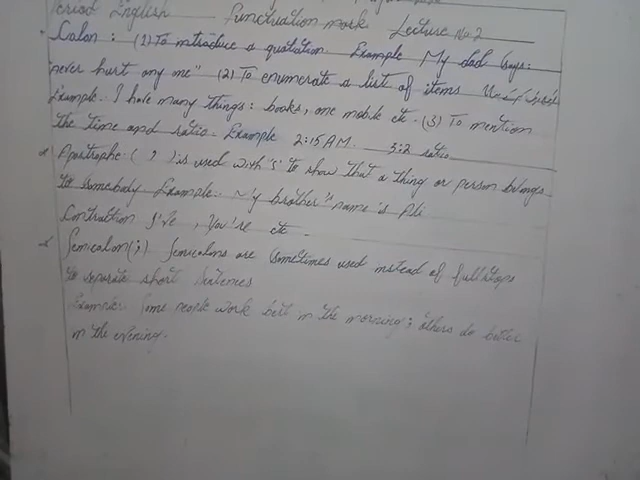 Period English Punctuation mark Lecture No.2
Colon : (1) To introduce a quotation. Example My dad says:
"never hurt any me" (2) To enumerate a list of items
Example. I have many things: books, one mobile etc. (3) To mention
the time and ratio. Example 2:15 AM. 3:2 ratio
Apostrophe ( ' ) is used with 's' to show that a thing or person belongs
to somebody Example. My brother's name is Ali
Contraction I've, You're etc
Semicolon(;) Semicolons are sometimes used instead of fullstops
to separate short sentences
Example: Some people work best in the morning; others do better
in the evening.